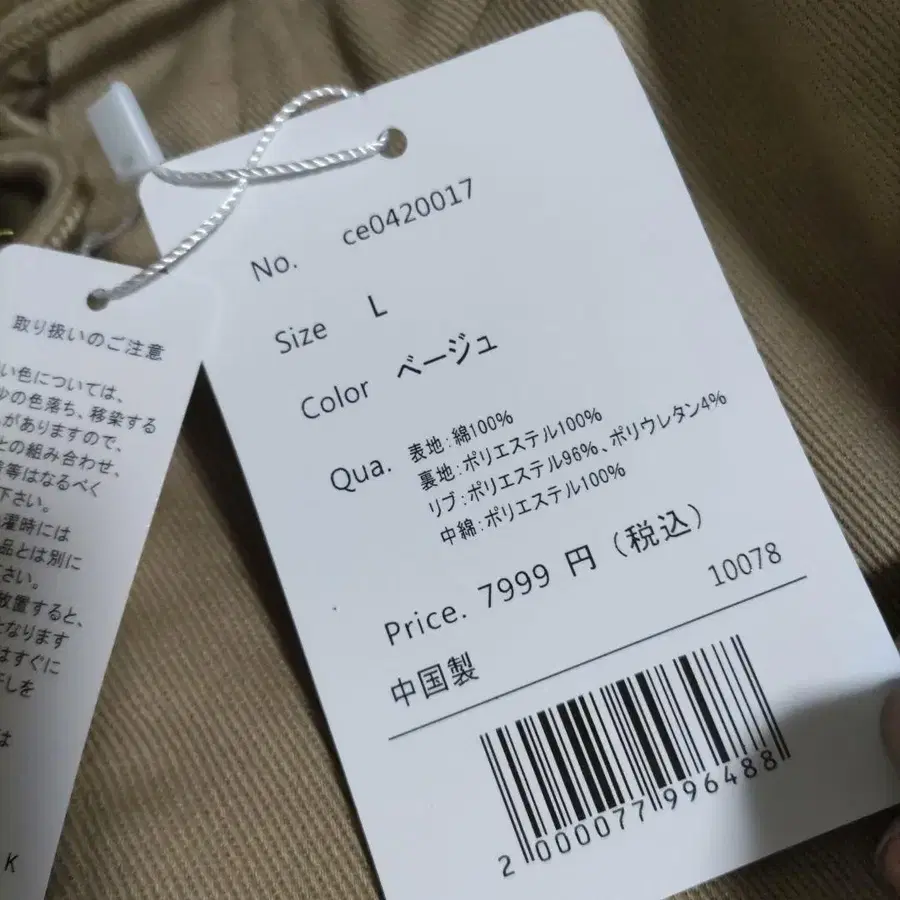 No. ce0420017
Size L
Color ベージュ
Qua. 表地:綿100%
裏地:ポリエステル100%
リブ:ポリエステル96%、ポリウレタン4%
中綿:ポリエステル100%
Price. 7999 円(税込)
10078
中国製
2000077996488
取り扱いのご注意
い色については、
少の色落ち、移染する
がありますので、
との組み合わせ、
等はなるべく
下さい。
濯時には
品とは別に
さい。
放置すると、
となります
はすぐに
干しを
は
K